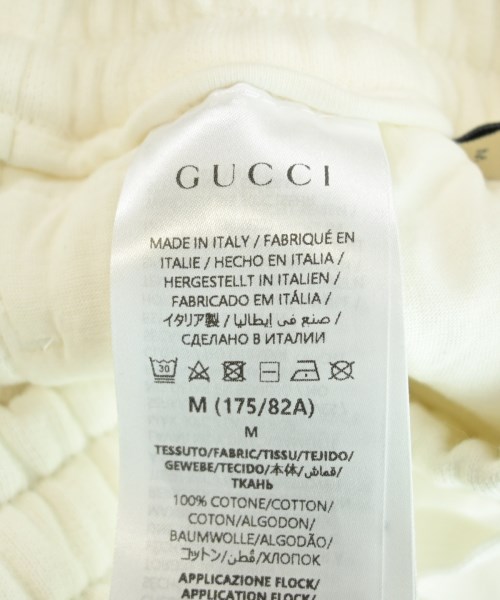 GUCCI
MADE IN ITALY / FABRIQUÉ EN
ITALIE / HECHO EN ITALIA /
HERGESTELLT IN ITALIEN /
FABRICADO EM ITÁLIA /
イタリア製 / صنع في إيطاليا /
СДЕЛАНО В ИТАЛИИ
30
M (175/82A)
M
TESSUTO/FABRIC/TISSU/TEJIDO/
GEWEBE/TECIDO/本体/قماش/
ТКАНЬ
100% COTONE/COTTON/
COTON/ALGODON/
BAUMWOLLE/ALGODÃO/
コットン/قطن/ХЛОПОК
APPLICAZIONE FLOCK/
APPLICATION FLOCK/
M